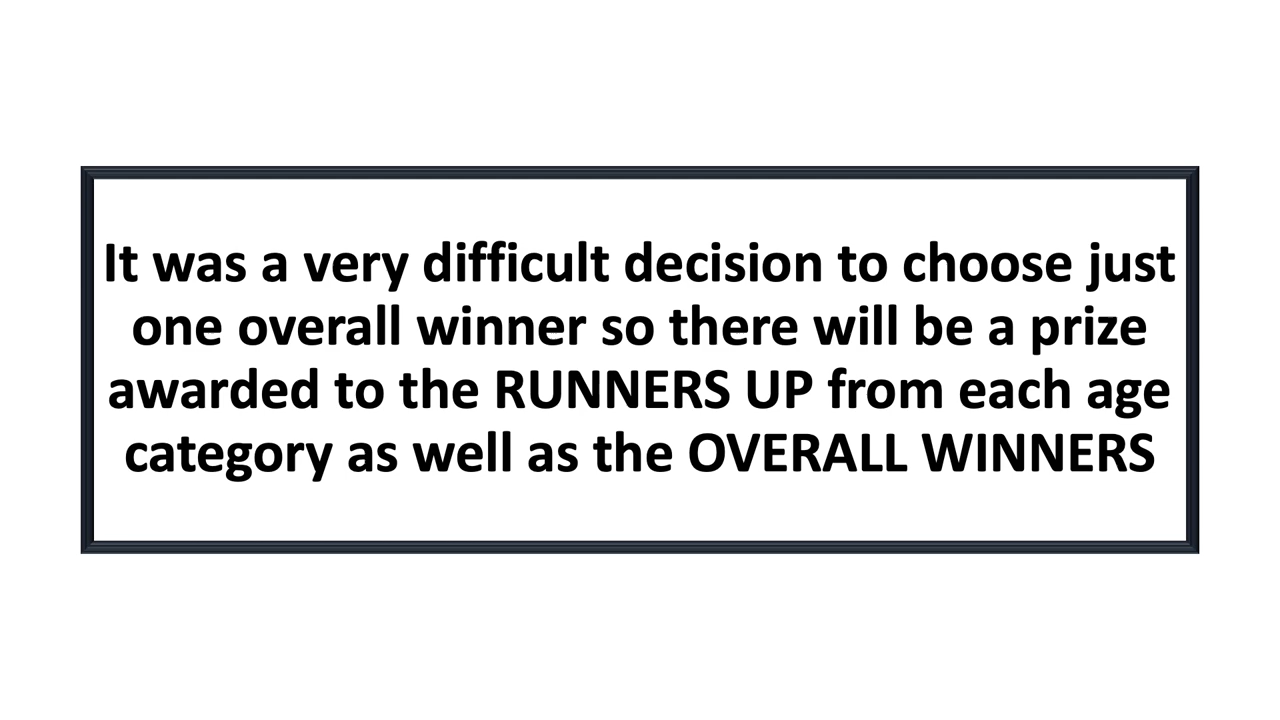 It was a very difficult decision to choose just
one overall winner so there will be a prize
awarded to the RUNNERS UP from each age
category as well as the OVERALL WINNERS